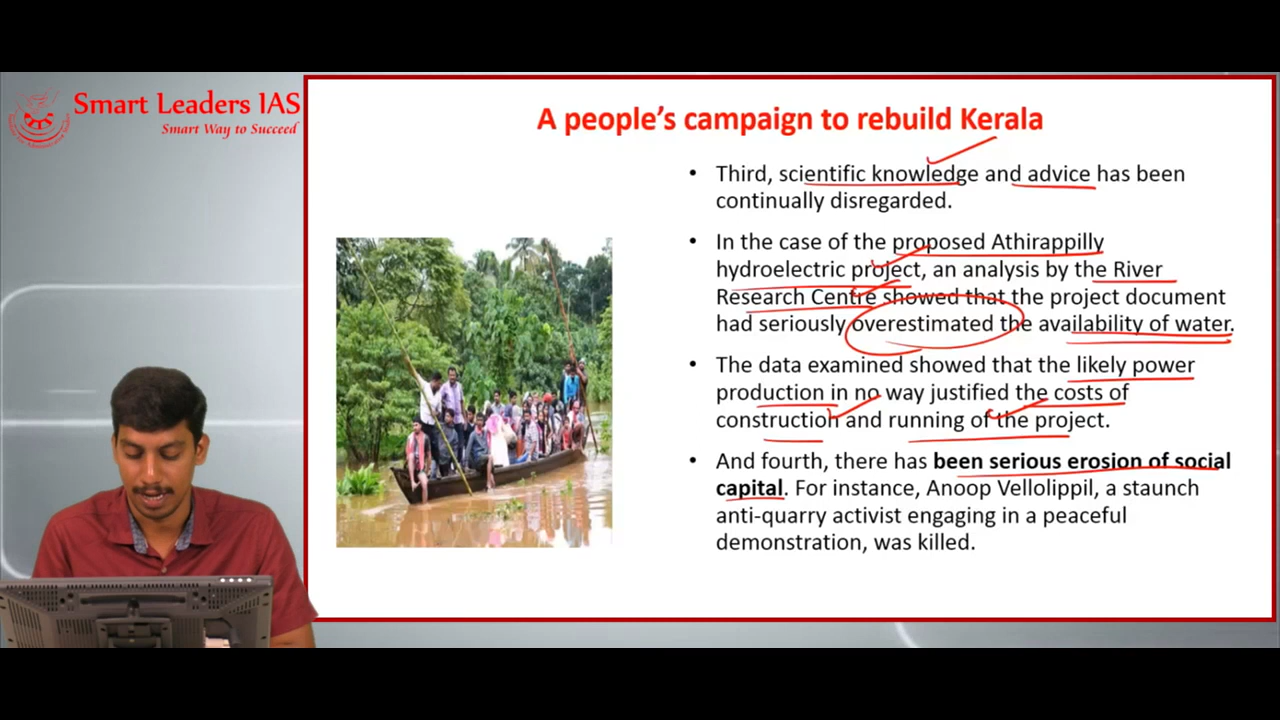 Smart Leaders IAS
Smart Way to Succeed
A people's campaign to rebuild Kerala
• Third, scientific knowledge and advice has been
continually disregarded.
• In the case of the proposed Athirappilly
hydroelectric project, an analysis by the River
Research Centre showed that the project document
had seriously overestimated the availability of water.
• The data examined showed that the likely power
production in no way justified the costs of
construction and running of the project.
• And fourth, there has been serious erosion of social
capital. For instance, Anoop Vellolippil, a staunch
anti-quarry activist engaging in a peaceful
demonstration, was killed.